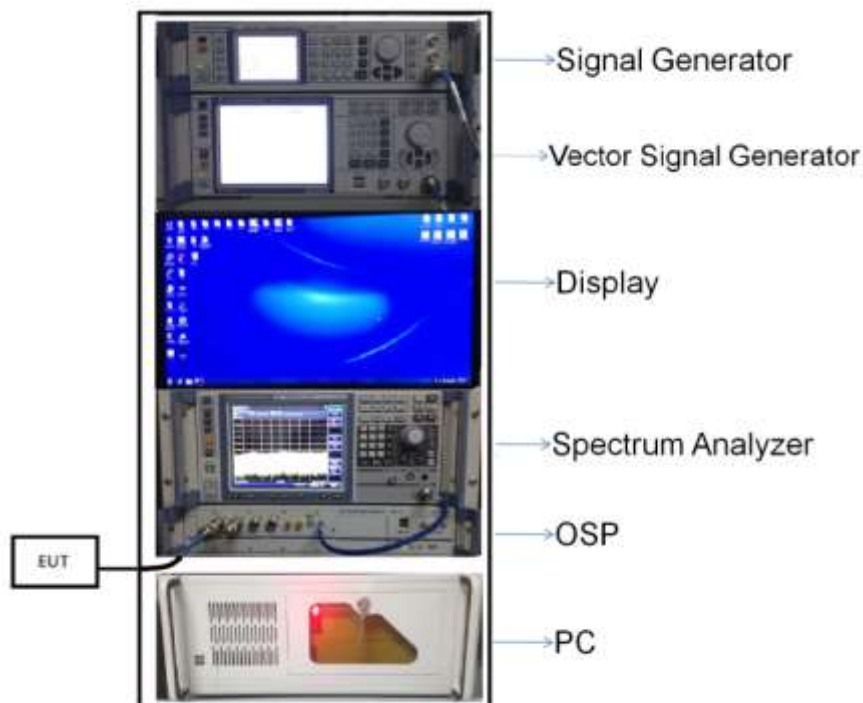 Signal Generator
Vector Signal Generator
Display
Spectrum Analyzer
EUT
OSP
PC